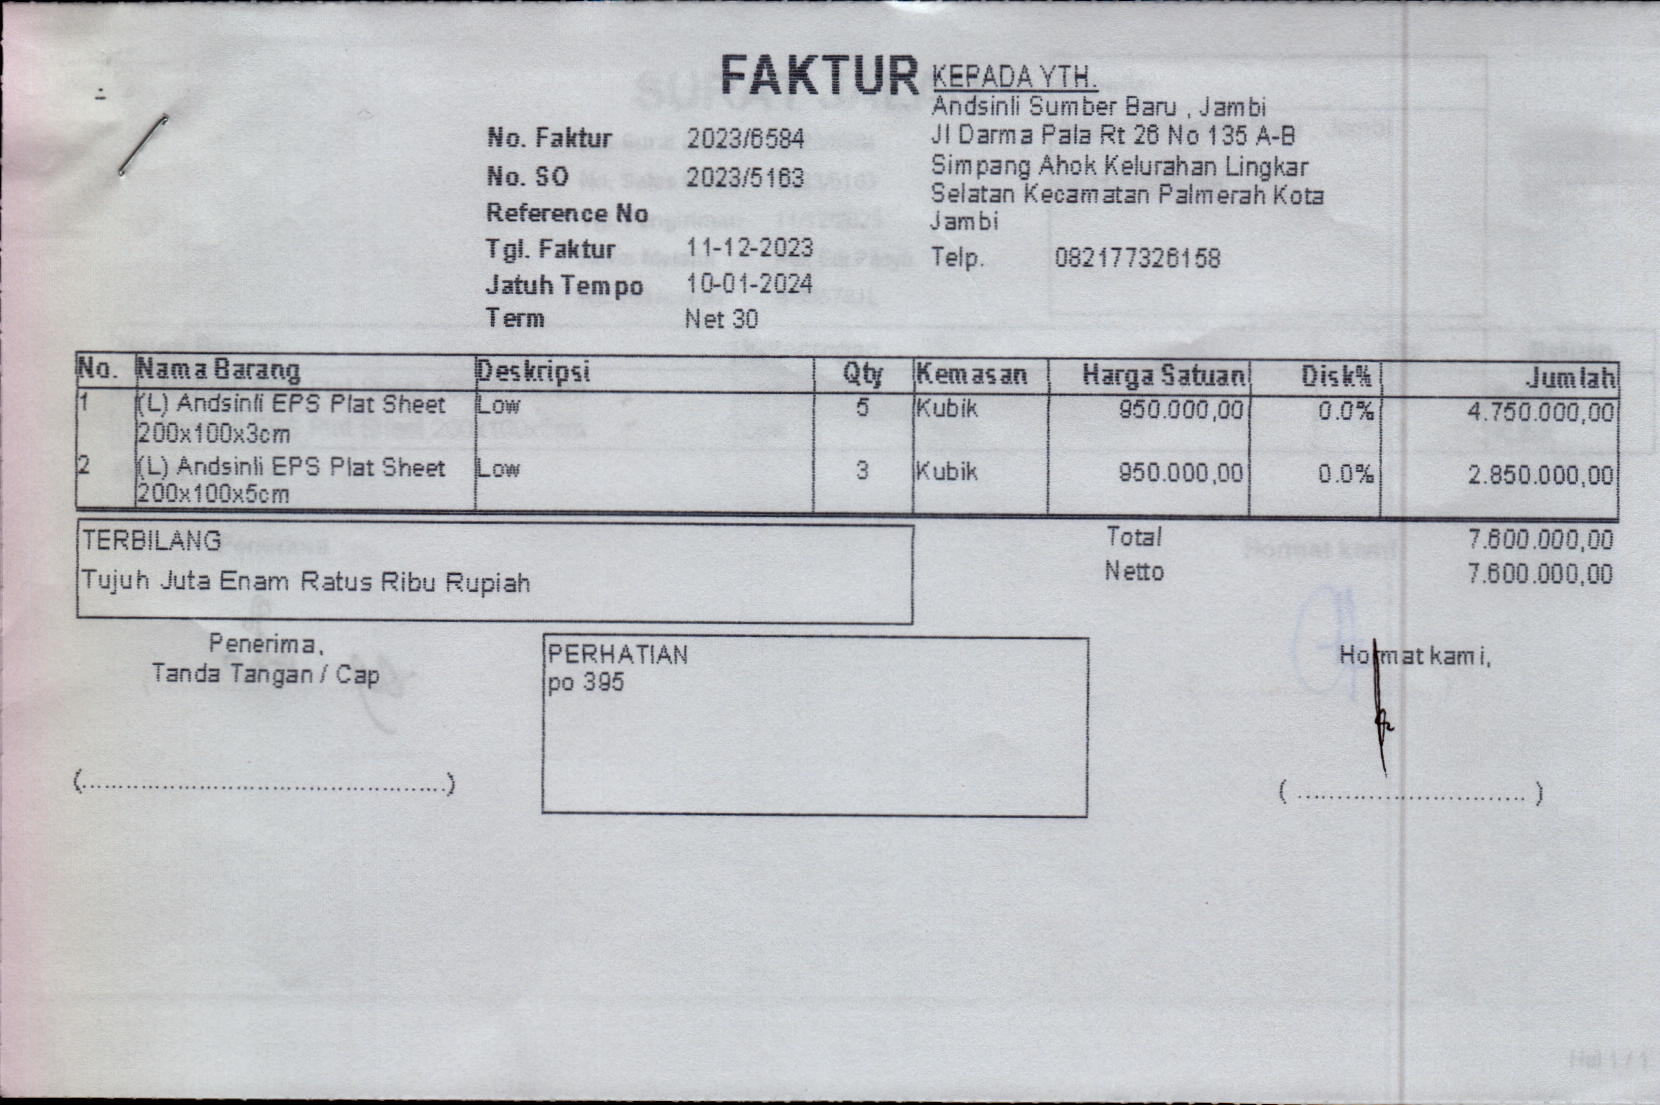 FAKTUR
KEPADA YTH.
Andsinli Sumber Baru , Jambi
Jl Darma Pala Rt 26 No 135 A-B
Simpang Ahok Kelurahan Lingkar
Selatan Kecamatan Palmerah Kota
Jambi
Telp. 082177326158
No. Faktur 2023/6584
No. SO 2023/5163
Reference No
Tgl. Faktur 11-12-2023
Jatuh Tempo 10-01-2024
Term Net 30
No. Nama Barang Deskripsi Qty Kemasan Harga Satuan Disk% Jumlah
1 (L) Andsinli EPS Plat Sheet Low 5 Kubik 950.000,00 0.0% 4.750.000,00
200x100x3cm
2 (L) Andsinli EPS Plat Sheet Low 3 Kubik 950.000,00 0.0% 2.850.000,00
200x100x5cm
TERBILANG
Tujuh Juta Enam Ratus Ribu Rupiah
Total 7.600.000,00
Netto 7.600.000,00
Penerima,
Tanda Tangan / Cap
PERHATIAN
po 395
Hormat kami,
(..................................................)
( .............................. )
Hal 1 / 1